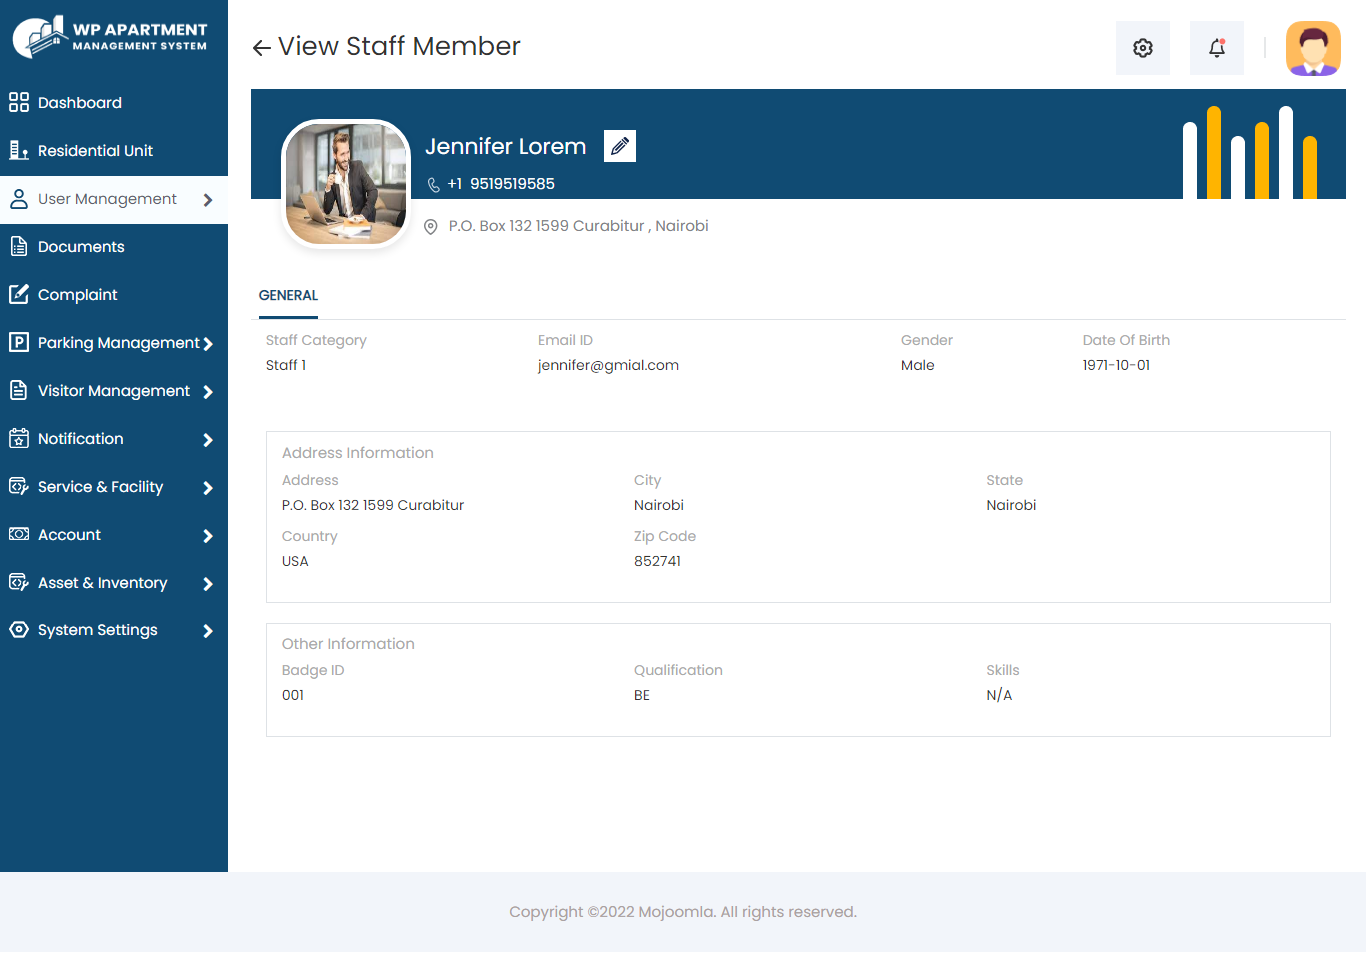 WP APARTMENT
MANAGEMENT SYSTEM
Dashboard
Residential Unit
User Management
Documents
Complaint
Parking Management
Visitor Management
Notification
Service & Facility
Account
Asset & Inventory
System Settings
View Staff Member
Jennifer Lorem
+1 9519519585
P.O. Box 132 1599 Curabitur , Nairobi
GENERAL
Staff Category Email ID Gender Date Of Birth
Staff 1 jennifer@gmial.com Male 1971-10-01
Address Information
Address City State
P.O. Box 132 1599 Curabitur Nairobi Nairobi
Country Zip Code
USA 852741
Other Information
Badge ID Qualification Skills
001 BE N/A
Copyright ©2022 Mojoomla. All rights reserved.